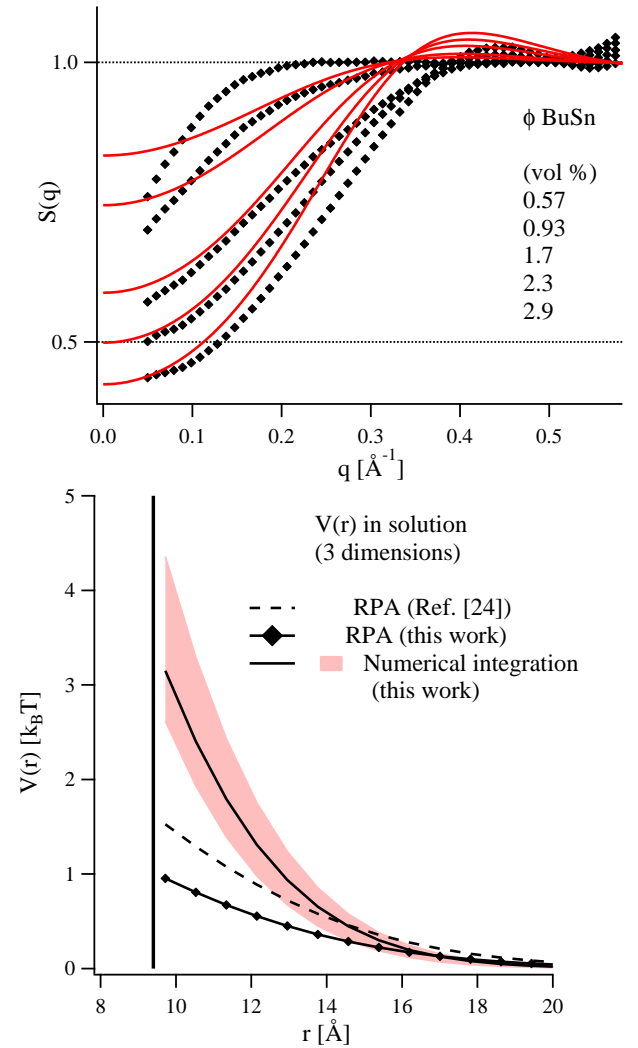 1.0
0.5
S(q)
ϕ BuSn
(vol %)
0.57
0.93
1.7
2.3
2.9
0.0 0.1 0.2 0.3 0.4 0.5
q [Å-1]
5
4
3
2
1
0
V(r) [kBT]
V(r) in solution
(3 dimensions)
RPA (Ref. [24])
RPA (this work)
Numerical integration
(this work)
8 10 12 14 16 18 20
r [Å]